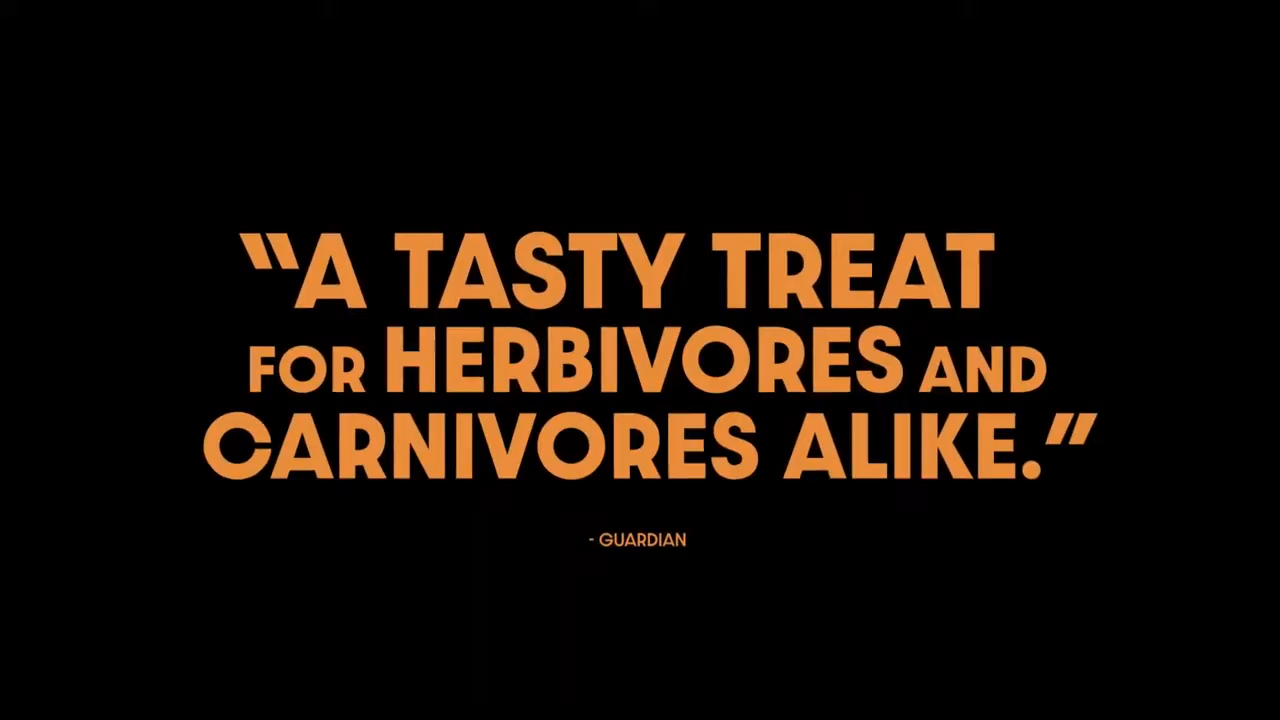 “A TASTY TREAT
FOR HERBIVORES AND
CARNIVORES ALIKE.”
- GUARDIAN